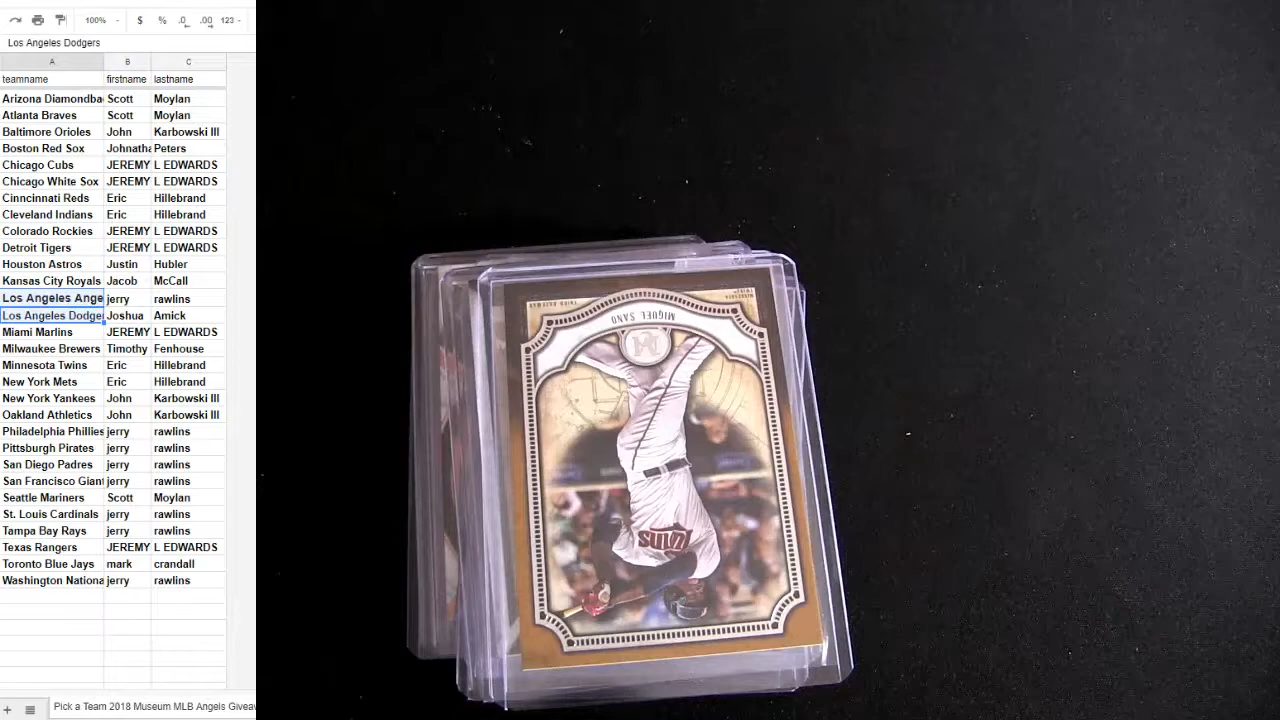 100%
$ % .0 .00 123
Los Angeles Dodgers
A B C
teamname firstname lastname
Arizona Diamondba Scott Moylan
Atlanta Braves Scott Moylan
Baltimore Orioles John Karbowski III
Boston Red Sox Johnatha Peters
Chicago Cubs JEREMY L EDWARDS
Chicago White Sox JEREMY L EDWARDS
Cinncinnati Reds Eric Hillebrand
Cleveland Indians Eric Hillebrand
Colorado Rockies JEREMY L EDWARDS
Detroit Tigers JEREMY L EDWARDS
Houston Astros Justin Hubler
Kansas City Royals Jacob McCall
Los Angeles Ange jerry rawlins
Los Angeles Dodge Joshua Amick
Miami Marlins JEREMY L EDWARDS
Milwaukee Brewers Timothy Fenhouse
Minnesota Twins Eric Hillebrand
New York Mets Eric Hillebrand
New York Yankees John Karbowski III
Oakland Athletics John Karbowski III
Philadelphia Phillies jerry rawlins
Pittsburgh Pirates jerry rawlins
San Diego Padres jerry rawlins
San Francisco Giant jerry rawlins
Seattle Mariners Scott Moylan
St. Louis Cardinals jerry rawlins
Tampa Bay Rays jerry rawlins
Texas Rangers JEREMY L EDWARDS
Toronto Blue Jays mark crandall
Washington Nationa jerry rawlins
Pick a Team 2018 Museum MLB Angels Giveaw
MINNESOTA TWINS
THIRD BASEMAN
MIGUEL SANO
TWINS